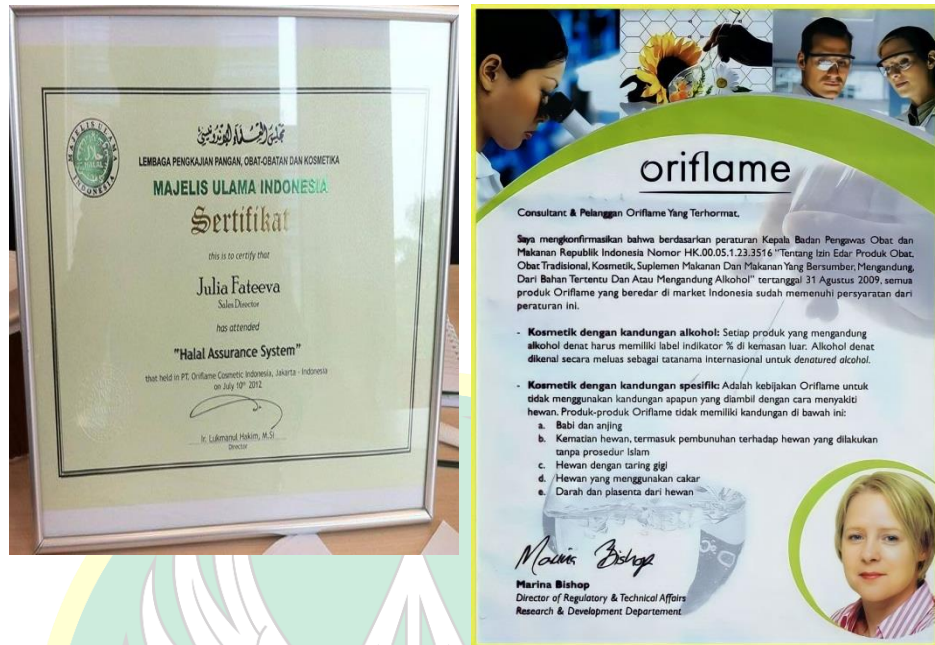 MAJELIS ULAMA
INDONESIA
HALAL
LEMBAGA PENGKAJIAN PANGAN, OBAT-OBATAN DAN KOSMETIKA
MAJELIS ULAMA INDONESIA
Sertifikat
this is to certify that
Julia Fateeva
Sales Director
has attended
"Halal Assurance System"
that held in PT. Oriflame Cosmetic Indonesia, Jakarta - Indonesia
on July 10th 2012
Ir. Lukmanul Hakim, M.Si
Director
oriflame
Consultant & Pelanggan Oriflame Yang Terhormat,
Saya mengkonfirmasikan bahwa berdasarkan peraturan Kepala Badan Pengawas Obat dan
Makanan Republik Indonesia Nomor HK.00.05.1.23.3516 "Tentang Izin Edar Produk Obat,
Obat Tradisional, Kosmetik, Suplemen Makanan Dan Makanan Yang Bersumber, Mengandung,
Dari Bahan Tertentu Dan Atau Mengandung Alkohol" tertanggal 31 Agustus 2009, semua
produk Oriflame yang beredar di market Indonesia sudah memenuhi persyaratan dari
peraturan ini.
- Kosmetik dengan kandungan alkohol: Setiap produk yang mengandung
alkohol denat harus memiliki label indikator % di kemasan luar. Alkohol denat
dikenal secara meluas sebagai tatanama internasional untuk denatured alcohol.
- Kosmetik dengan kandungan spesifik: Adalah kebijakan Oriflame untuk
tidak menggunakan kandungan apapun yang diambil dengan cara menyakiti
hewan. Produk-produk Oriflame tidak memiliki kandungan di bawah ini:
a. Babi dan anjing
b. Kematian hewan, termasuk pembunuhan terhadap hewan yang dilakukan
tanpa prosedur Islam
c. Hewan dengan taring gigi
d. Hewan yang menggunakan cakar
e. Darah dan plasenta dari hewan
Marina Bishop
Marina Bishop
Director of Regulatory & Technical Affairs
Research & Development Departement